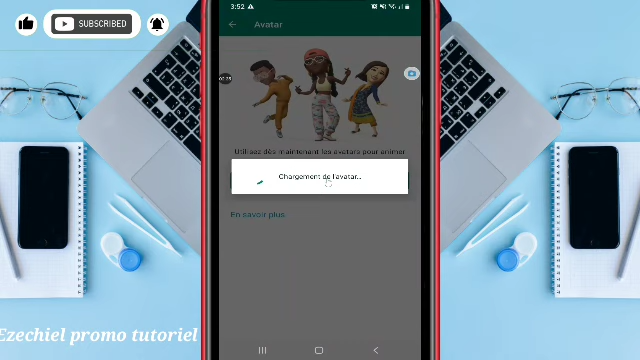 SUBSCRIBED
3:52
Avatar
Utilisez dès maintenant les avatars pour animer
Chargement de l'avatar...
En savoir plus
Ezechiel promo tutoriel